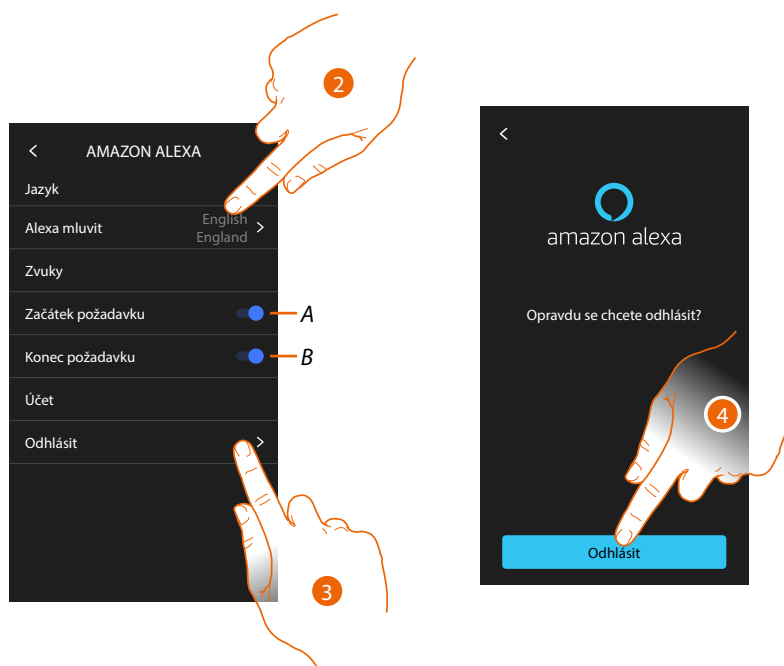 2
AMAZON ALEXA
Jazyk
Alexa mluvit
English
England
Zvuky
Začátek požadavku
A
Konec požadavku
B
Účet
Odhlásit
3
amazon alexa
Opravdu se chcete odhlásit?
4
Odhlásit